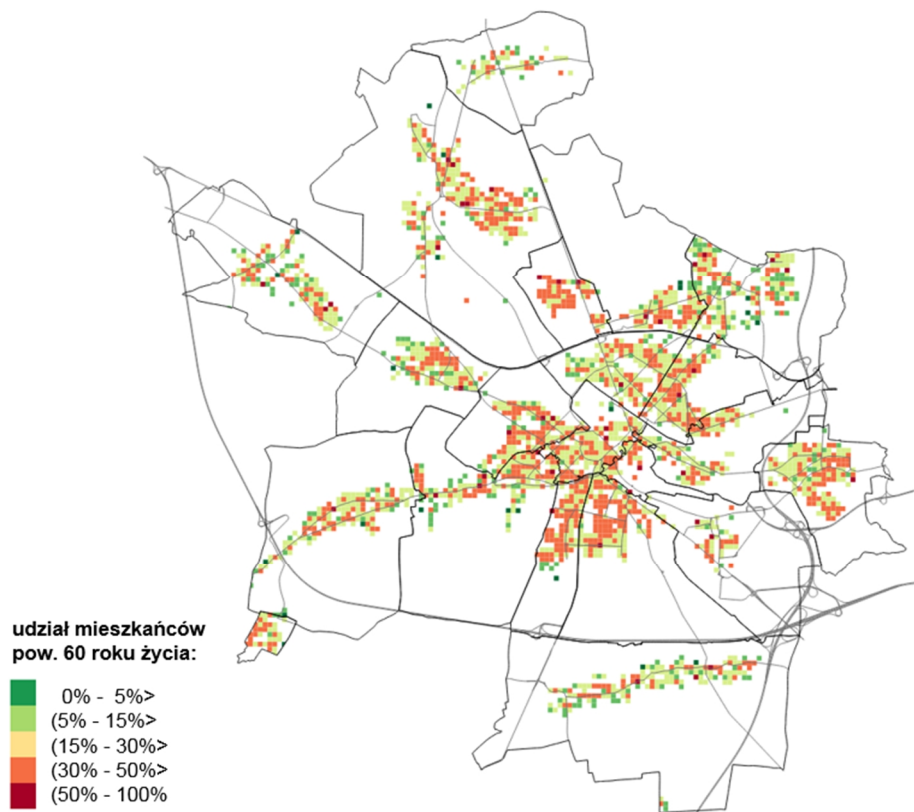 udział mieszkańców
pow. 60 roku życia:
0% - 5%>
(5% - 15%>
(15% - 30%>
(30% - 50%>
(50% - 100%